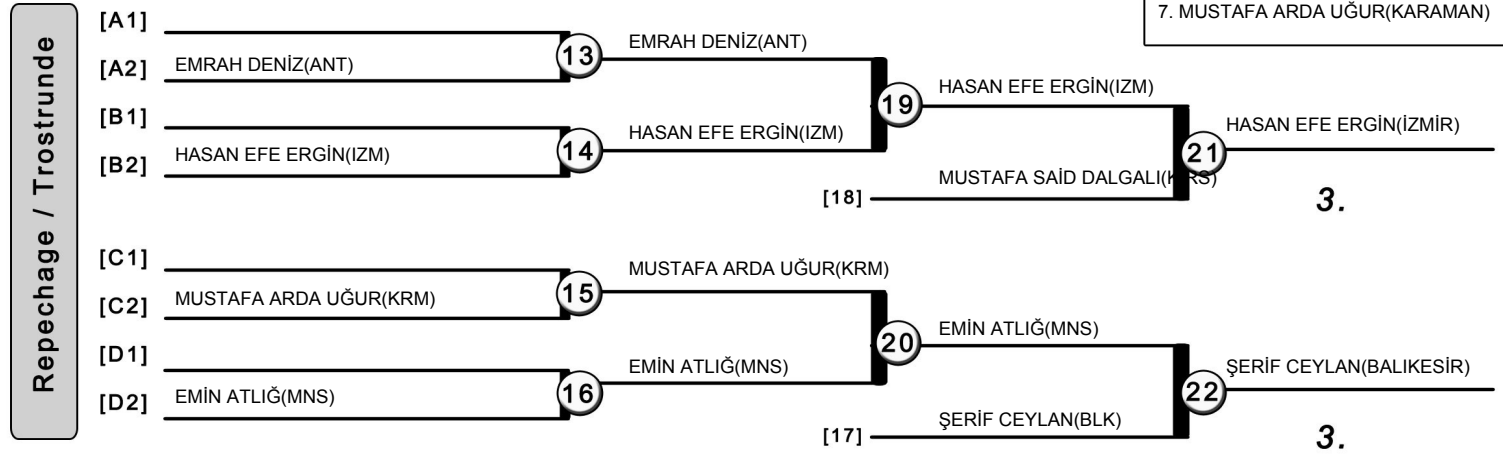 7. MUSTAFA ARDA UĞUR(KARAMAN)
Repechage / Trostrunde
[A1]
[A2] EMRAH DENİZ(ANT)
13
EMRAH DENİZ(ANT)
[B1]
[B2] HASAN EFE ERGİN(IZM)
14
HASAN EFE ERGİN(IZM)
19
HASAN EFE ERGİN(IZM)
[18] MUSTAFA SAİD DALGALI(KRS)
21
HASAN EFE ERGİN(İZMİR)
3.
[C1]
[C2] MUSTAFA ARDA UĞUR(KRM)
15
MUSTAFA ARDA UĞUR(KRM)
[D1]
[D2] EMİN ATLIĞ(MNS)
16
EMİN ATLIĞ(MNS)
20
EMİN ATLIĞ(MNS)
[17] ŞERİF CEYLAN(BLK)
22
ŞERİF CEYLAN(BALIKESİR)
3.